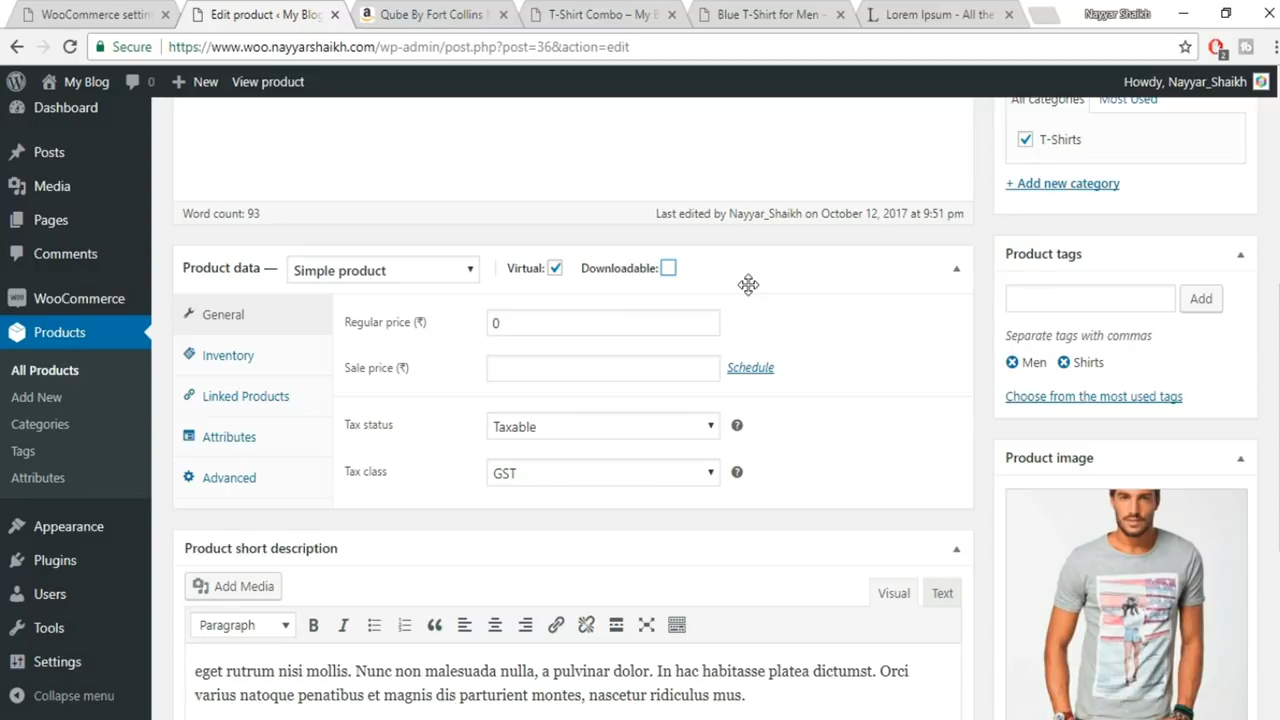 WooCommerce settin
Edit product ‹ My Blog
Qube By Fort Collins
T-Shirt Combo – My B
Blue T-Shirt for Men –
Lorem Ipsum - All the
Nayyar Shaikh
Secure
https://www.woo.nayyarshaikh.com/wp-admin/post.php?post=36&action=edit
2
My Blog
0
New
View product
Howdy, Nayyar_Shaikh
Dashboard
Posts
Media
Pages
Comments
WooCommerce
Products
All Products
Add New
Categories
Tags
Attributes
Appearance
Plugins
Users
Tools
Settings
Collapse menu
Word count: 93
Last edited by Nayyar_Shaikh on October 12, 2017 at 9:51 pm
Product data —
Simple product
Virtual:
Downloadable:
General
Inventory
Linked Products
Attributes
Advanced
Regular price (₹)
0
Sale price (₹)
Schedule
Tax status
Taxable
Tax class
GST
Product short description
Add Media
Visual
Text
Paragraph
eget rutrum nisi mollis. Nunc non malesuada nulla, a pulvinar dolor. In hac habitasse platea dictumst. Orci
varius natoque penatibus et magnis dis parturient montes, nascetur ridiculus mus.
All categories
Most Used
T-Shirts
+ Add new category
Product tags
Add
Separate tags with commas
Men
Shirts
Choose from the most used tags
Product image